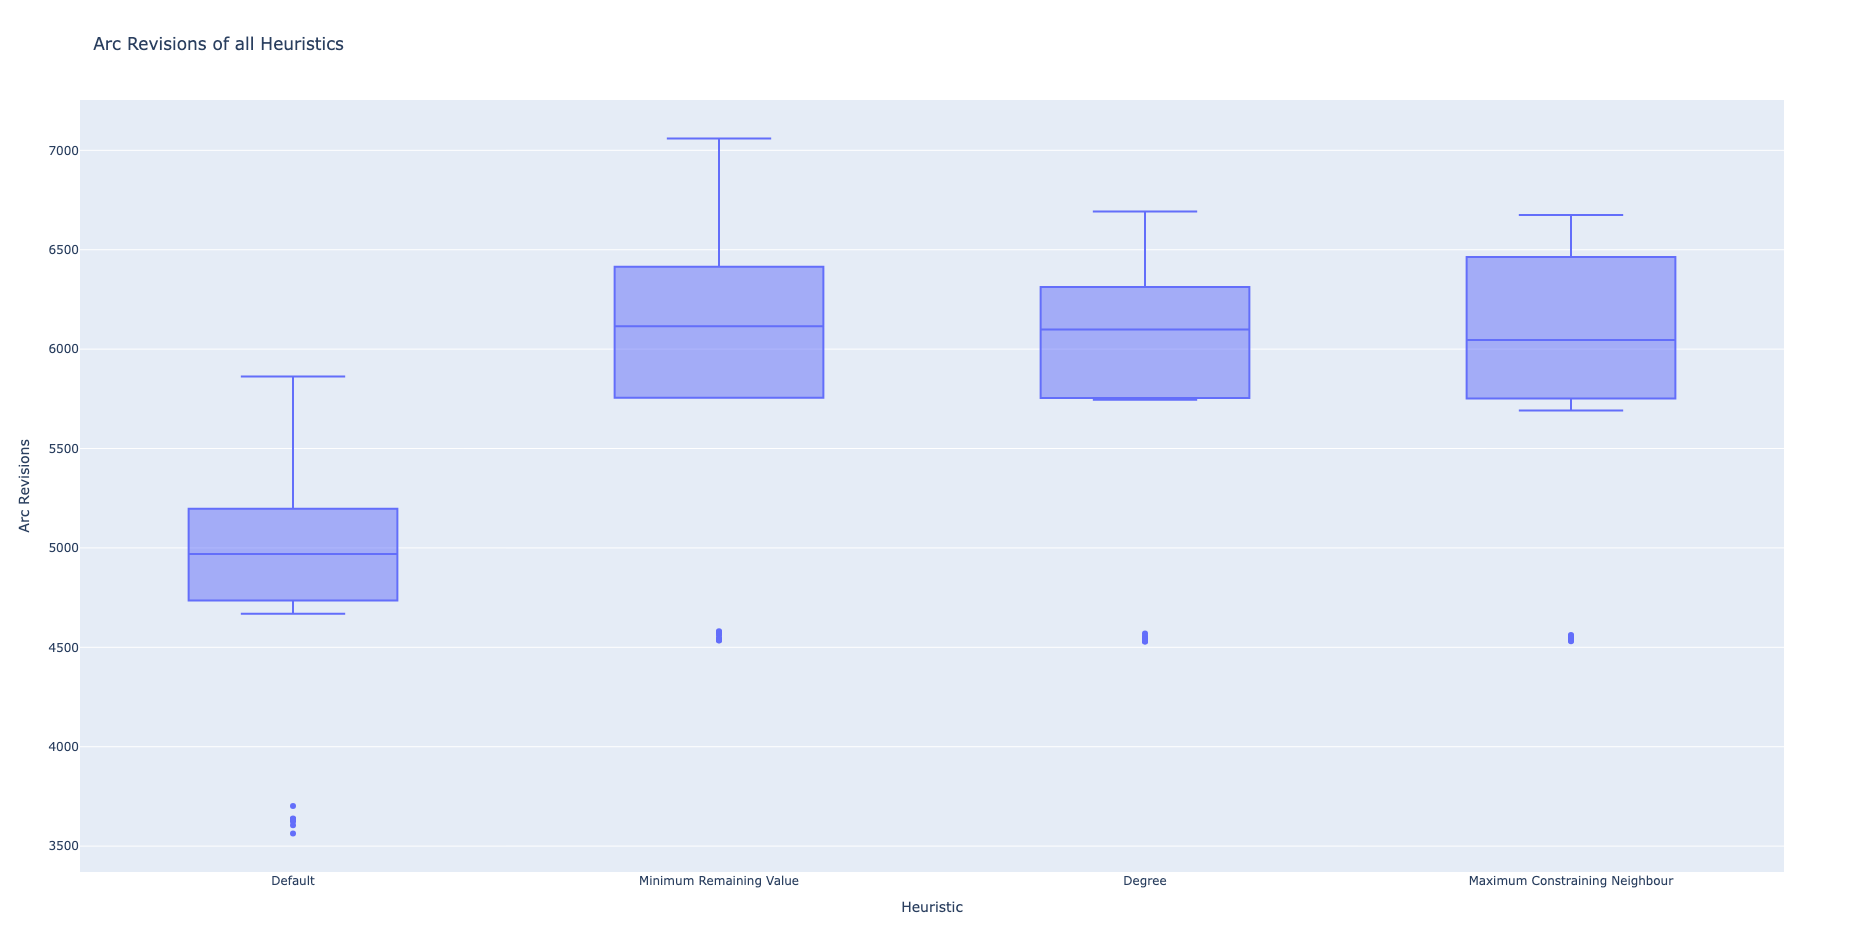 Arc Revisions of all Heuristics
7000
6500
6000
5500
5000
4500
4000
3500
Arc Revisions
Default
Minimum Remaining Value
Degree
Maximum Constraining Neighbour
Heuristic